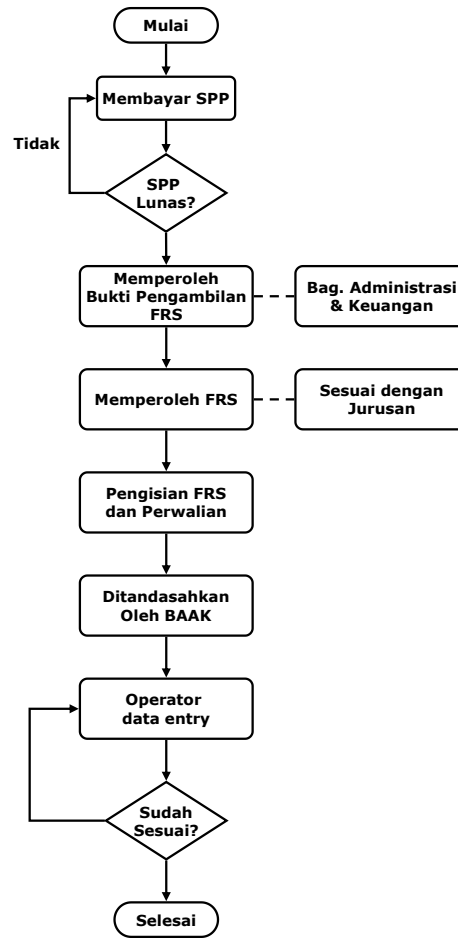 Mulai
Membayar SPP
Tidak
SPP
Lunas?
Memperoleh
Bukti Pengambilan
FRS
Bag. Administrasi
& Keuangan
Memperoleh FRS
Sesuai dengan
Jurusan
Pengisian FRS
dan Perwalian
Ditandasahkan
Oleh BAAK
Operator
data entry
Sudah
Sesuai?
Selesai